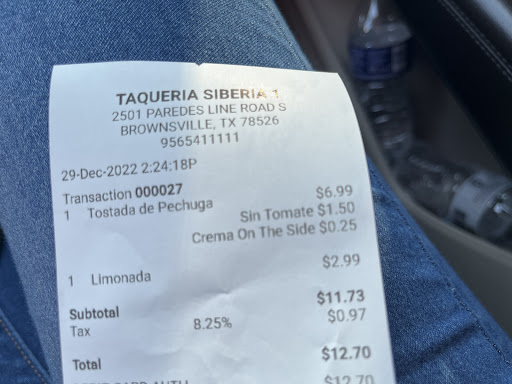 TAQUERIA SIBERIA 1
2501 PAREDES LINE ROAD S
BROWNSVILLE, TX 78526
9565411111
29-Dec-2022 2:24:18P
Transaction 000027
1 Tostada de Pechuga $6.99
Sin Tomate $1.50
Crema On The Side $0.25
1 Limonada $2.99
Subtotal $11.73
Tax 8.25% $0.97
Total $12.70
$12.70